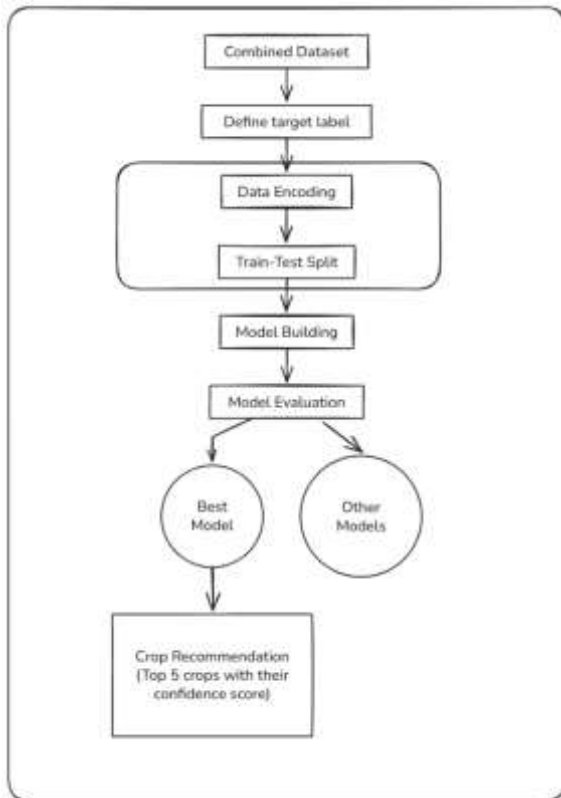 Combined Dataset
Define target label
Data Encoding
Train-Test Split
Model Building
Model Evaluation
Best
Model
Other
Models
Crop Recommendation
(Top 5 crops with their
confidence score)